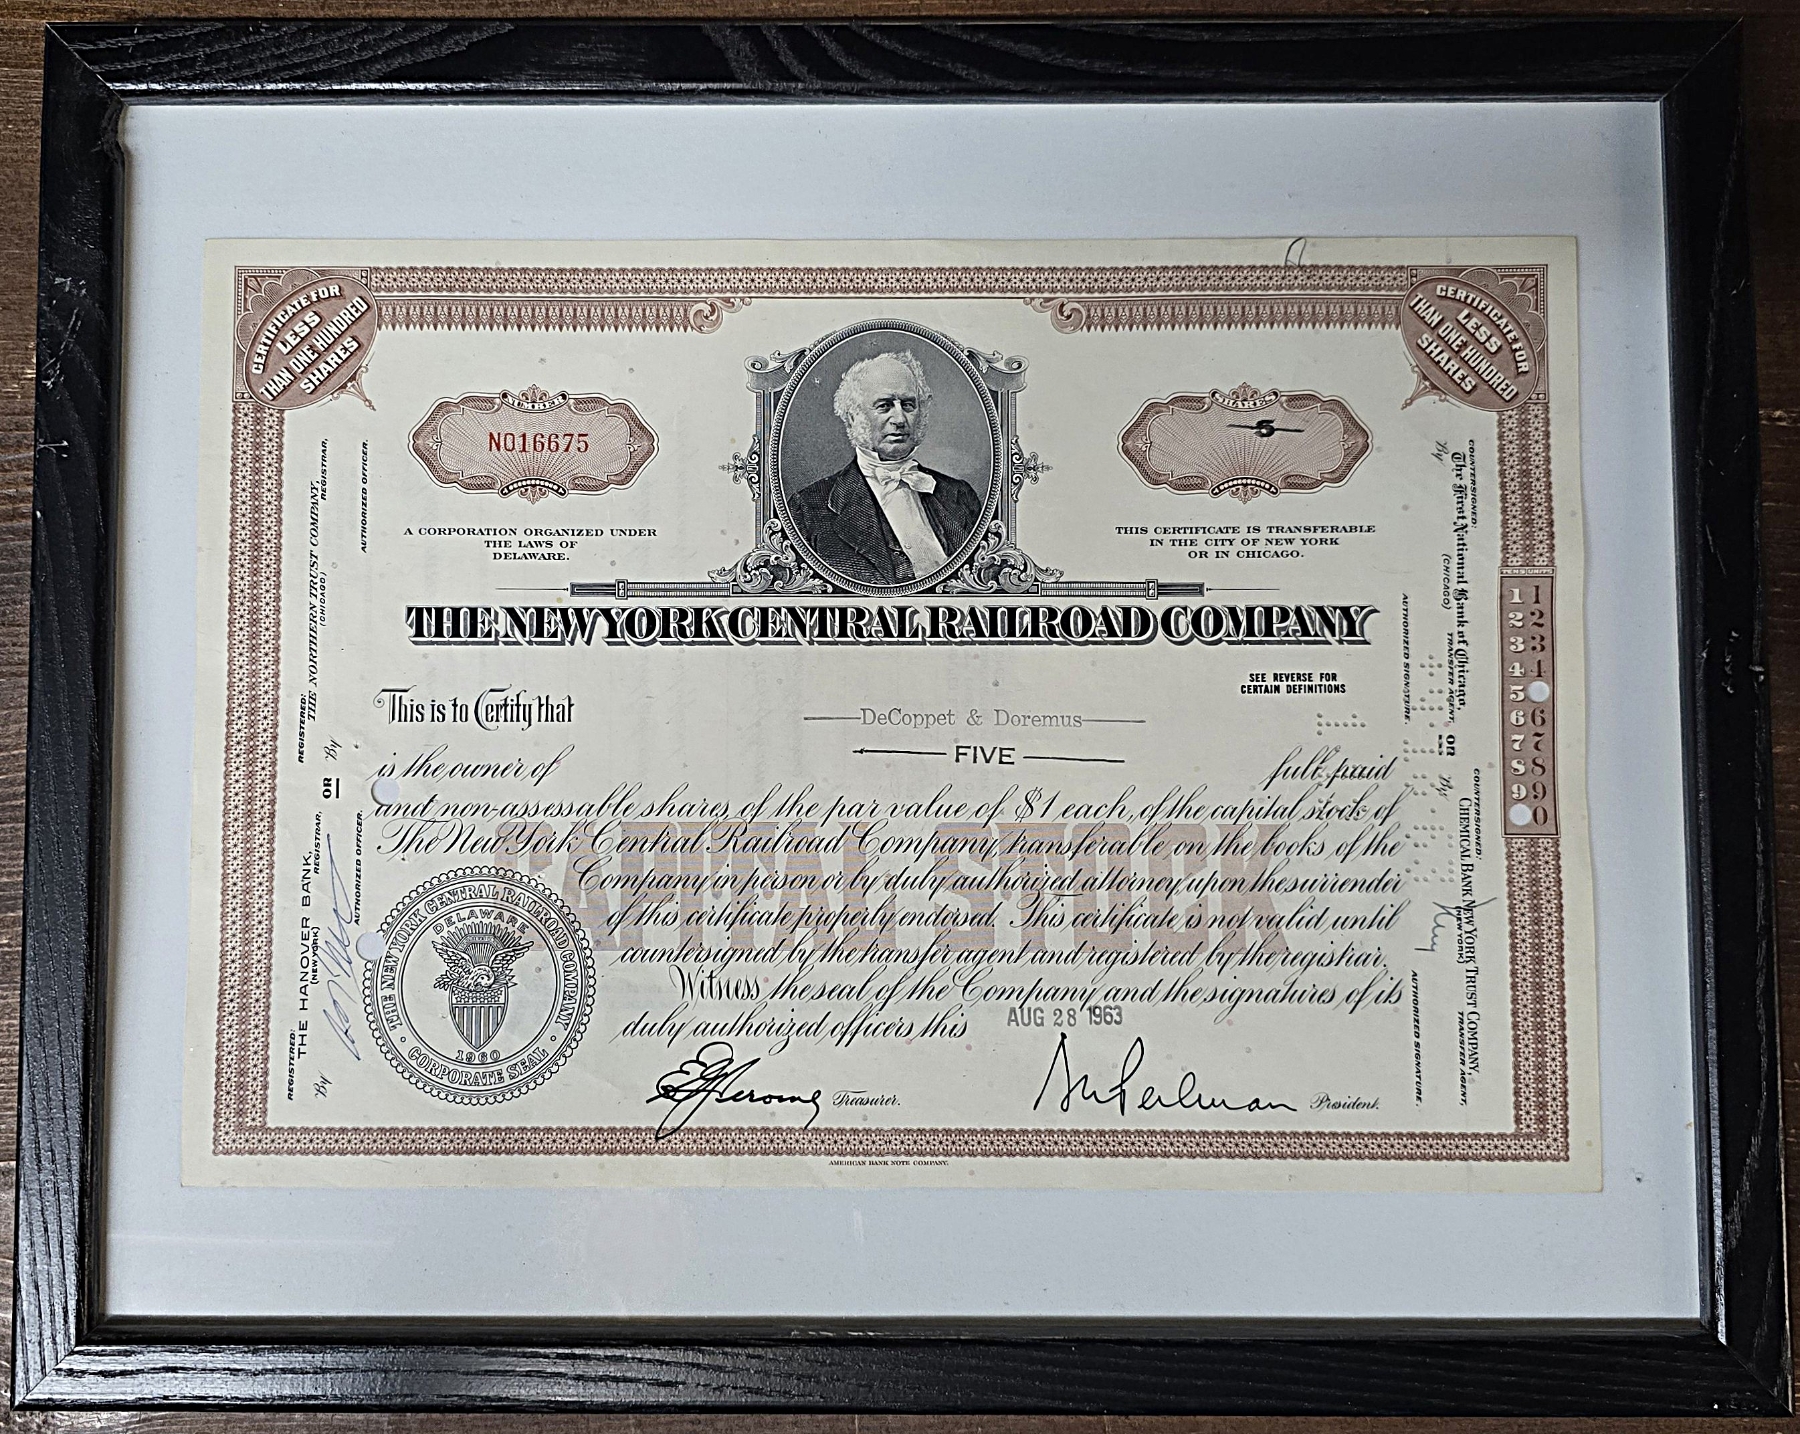 CERTIFICATE FOR
LESS
THAN ONE HUNDRED
SHARES
CERTIFICATE FOR
LESS
THAN ONE HUNDRED
SHARES
NUMBER
NO16675
SHARES
5
A CORPORATION ORGANIZED UNDER
THE LAWS OF
DELAWARE.
THIS CERTIFICATE IS TRANSFERABLE
IN THE CITY OF NEW YORK
OR IN CHICAGO.
THE NEW YORK CENTRAL RAILROAD COMPANY
SEE REVERSE FOR
CERTAIN DEFINITIONS
This is to Certify that
DeCoppet & Doremus
FIVE
is the owner of
full paid
and non-assessable shares of the par value of $1 each, of the capital stock of
The New York Central Railroad Company, transferable on the books of the
Company in person or by duly authorized attorney, upon the surrender
of this certificate properly endorsed. This certificate is not valid until
countersigned by the transfer agent and registered by the registrar.
Witness the seal of the Company and the signatures of its
duly authorized officers this
AUG 28 1963
CAPITAL STOCK
THE NEW YORK CENTRAL RAILROAD COMPANY
DELAWARE
1960
CORPORATE SEAL
E L Jerome
Treasurer.
A E Perlman
President.
AMERICAN BANK NOTE COMPANY.
REGISTERED:
THE NORTHERN TRUST COMPANY,
(CHICAGO)
REGISTRAR,
By
AUTHORIZED OFFICER.
OR
REGISTERED:
THE HANOVER BANK,
(NEW YORK)
REGISTRAR,
By
AUTHORIZED OFFICER.
COUNTERSIGNED:
The First National Bank of Chicago,
(CHICAGO)
TRANSFER AGENT,
By
AUTHORIZED SIGNATURE.
OR
COUNTERSIGNED:
CHEMICAL BANK NEW YORK TRUST COMPANY,
(NEW YORK)
TRANSFER AGENT,
By
AUTHORIZED SIGNATURE.
TENS UNITS
1 1
2 2
3 3
4 4
5
6 6
7 7
8 8
9 9
0